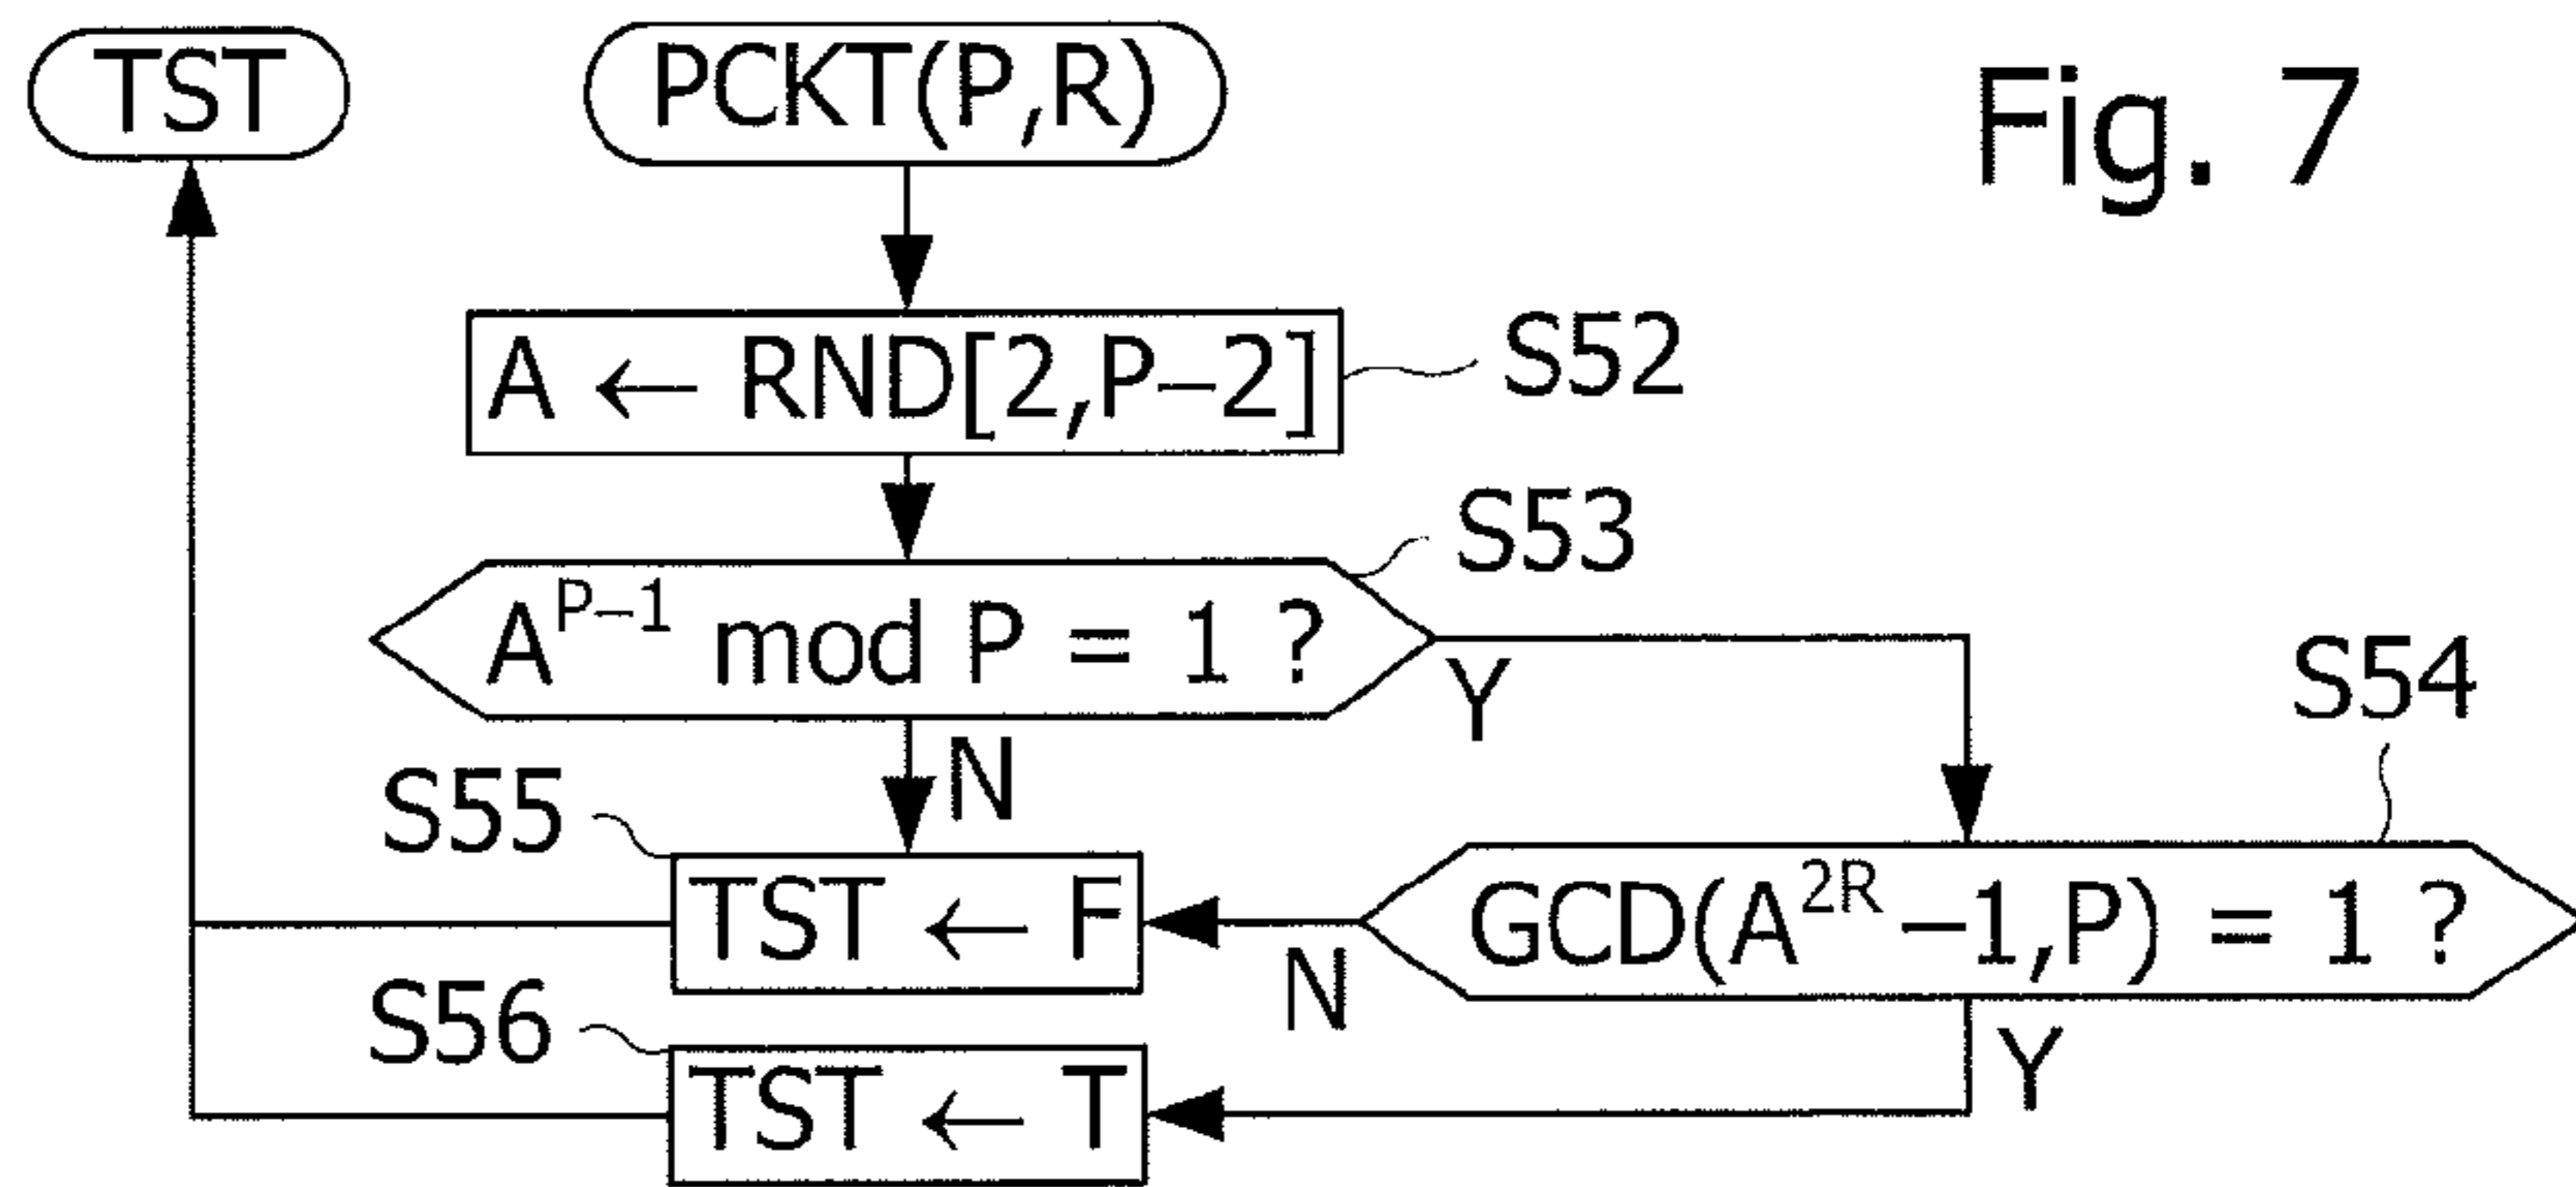 TST
PCKT(P,R)
Fig. 7
A ← RND[2,P–2]
S52
S53
A^{P–1} mod P = 1 ?
Y
S54
N
S55
TST ← F
GCD(A^{2R} –1,P) = 1 ?
N
S56
TST ← T
Y